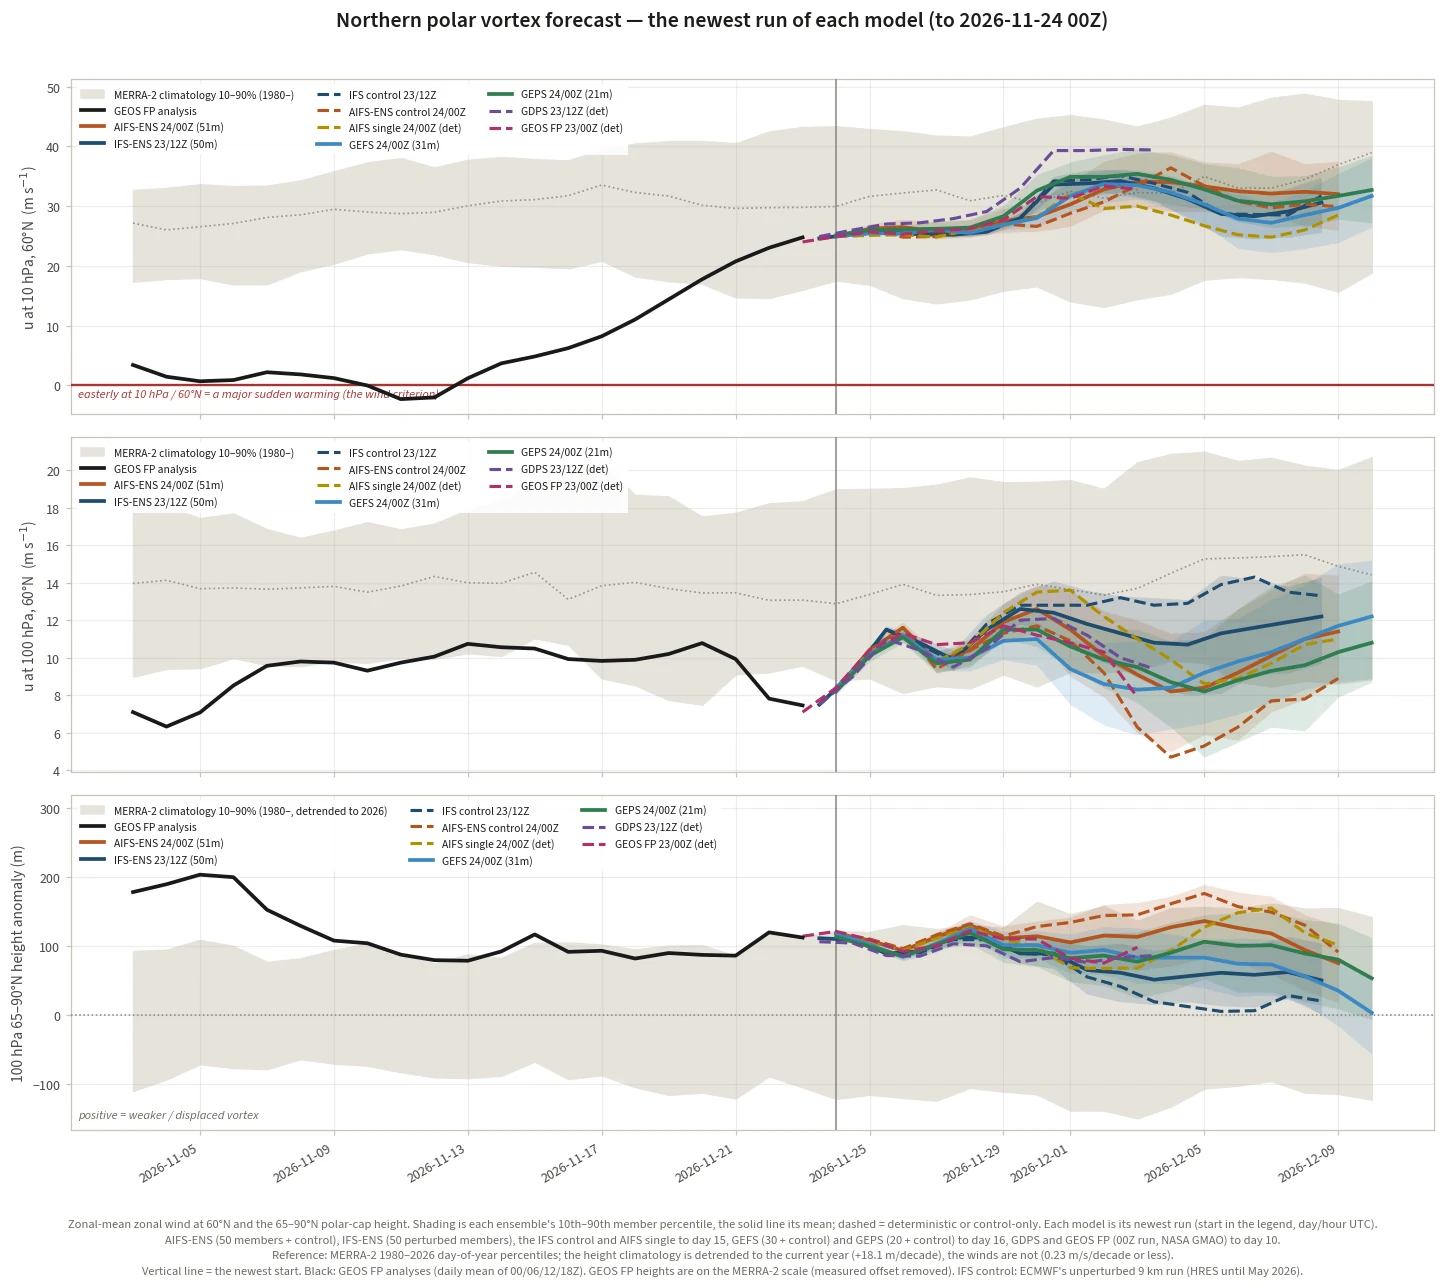 Northern polar vortex forecast — the newest run of each model (to 2026-11-24 00Z)
MERRA-2 climatology 10–90% (1980–)
GEOS FP analysis
AIFS-ENS 24/00Z (51m)
IFS-ENS 23/12Z (50m)
IFS control 23/12Z
AIFS-ENS control 24/00Z
AIFS single 24/00Z (det)
GEFS 24/00Z (31m)
GEPS 24/00Z (21m)
GDPS 23/12Z (det)
GEOS FP 23/00Z (det)
u at 10 hPa, 60°N (m s⁻¹)
50
40
30
20
10
0
easterly at 10 hPa / 60°N = a major sudden warming (the wind criterion)
MERRA-2 climatology 10–90% (1980–)
GEOS FP analysis
AIFS-ENS 24/00Z (51m)
IFS-ENS 23/12Z (50m)
IFS control 23/12Z
AIFS-ENS control 24/00Z
AIFS single 24/00Z (det)
GEFS 24/00Z (31m)
GEPS 24/00Z (21m)
GDPS 23/12Z (det)
GEOS FP 23/00Z (det)
u at 100 hPa, 60°N (m s⁻¹)
20
18
16
14
12
10
8
6
4
MERRA-2 climatology 10–90% (1980–, detrended to 2026)
GEOS FP analysis
AIFS-ENS 24/00Z (51m)
IFS-ENS 23/12Z (50m)
IFS control 23/12Z
AIFS-ENS control 24/00Z
AIFS single 24/00Z (det)
GEFS 24/00Z (31m)
GEPS 24/00Z (21m)
GDPS 23/12Z (det)
GEOS FP 23/00Z (det)
100 hPa 65–90°N height anomaly (m)
300
200
100
0
−100
positive = weaker / displaced vortex
2026-11-05
2026-11-09
2026-11-13
2026-11-17
2026-11-21
2026-11-25
2026-11-29
2026-12-01
2026-12-05
2026-12-09
Zonal-mean zonal wind at 60°N and the 65–90°N polar-cap height. Shading is each ensemble's 10th–90th member percentile, the solid line its mean; dashed = deterministic or control-only. Each model is its newest run (start in the legend, day/hour UTC).
AIFS-ENS (50 members + control), IFS-ENS (50 perturbed members), the IFS control and AIFS single to day 15, GEFS (30 + control) and GEPS (20 + control) to day 16, GDPS and GEOS FP (00Z run, NASA GMAO) to day 10.
Reference: MERRA-2 1980–2026 day-of-year percentiles; the height climatology is detrended to the current year (+18.1 m/decade), the winds are not (0.23 m/s/decade or less).
Vertical line = the newest start. Black: GEOS FP analyses (daily mean of 00/06/12/18Z). GEOS FP heights are on the MERRA-2 scale (measured offset removed). IFS control: ECMWF's unperturbed 9 km run (HRES until May 2026).